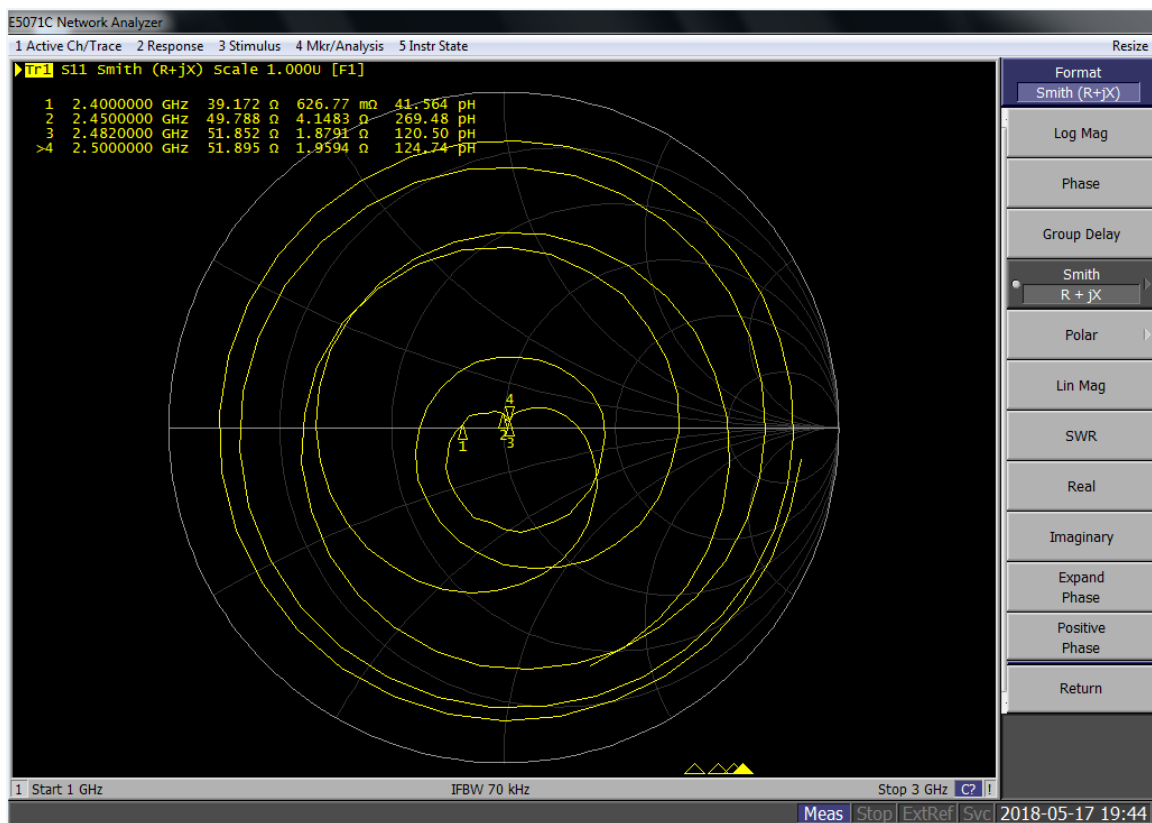 E5071C Network Analyzer
1 Active Ch/Trace 2 Response 3 Stimulus 4 Mkr/Analysis 5 Instr State Resize
Tr1 S11 Smith (R+jX) Scale 1.000U [F1]
1 2.4000000 GHz 39.172 Ω 626.77 mΩ 41.564 pH
2 2.4500000 GHz 49.788 Ω 4.1483 Ω 269.48 pH
3 2.4820000 GHz 51.852 Ω 1.8791 Ω 120.50 pH
>4 2.5000000 GHz 51.895 Ω 1.9594 Ω 124.74 pH
4
1
2
3
Format
Smith (R+jX)
Log Mag
Phase
Group Delay
Smith
R + jX
Polar
Lin Mag
SWR
Real
Imaginary
Expand
Phase
Positive
Phase
Return
1 Start 1 GHz IFBW 70 kHz Stop 3 GHz C? !
Meas Stop ExtRef Svc 2018-05-17 19:44